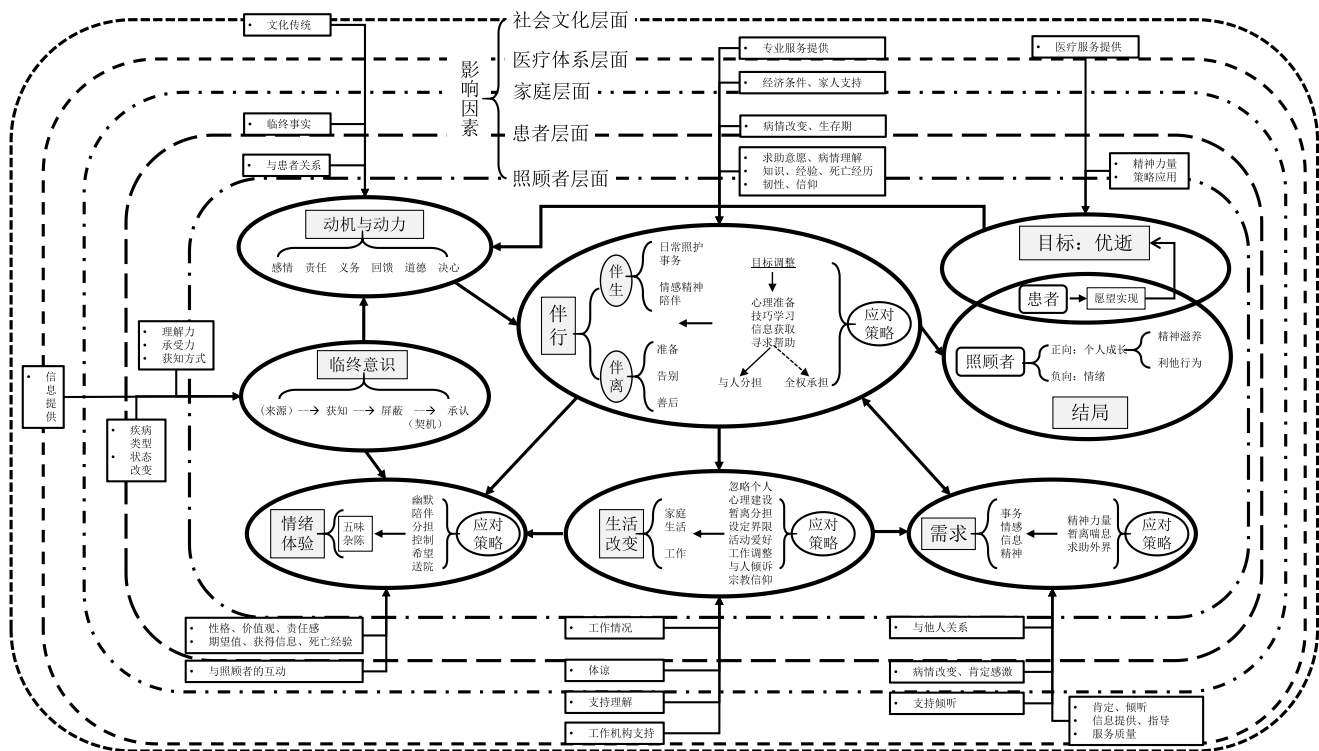 社会文化层面
医疗体系层面
家庭层面
患者层面
照顾者层面
影响因素
• 文化传统
• 临终事实
• 与患者关系
• 专业服务提供
• 经济条件、家人支持
• 病情改变、生存期
• 求助意愿、病情理解
知识、经验、死亡经历
• 韧性、信仰
• 医疗服务提供
• 精神力量
• 策略应用
动机与动力
感情 责任 义务 回馈 道德 决心
• 理解力
• 承受力
• 获知方式
• 信息提供
• 疾病
类型
• 状态
改变
临终意识
(来源) 获知 屏蔽 承认
(契机)
伴行
伴生
日常照护
事务
情感精神
陪伴
伴离
准备
告别
善后
目标调整
心理准备
技巧学习
信息获取
寻求帮助
与人分担 全权承担
应对
策略
目标：优逝
患者
愿望实现
照顾者
正向：个人成长
负向：情绪
精神滋养
利他行为
结局
情绪
体验
五味
杂陈
幽默
陪伴
分担
控制
希望
送院
应对
策略
生活
改变
家庭
生活
工作
忽略个人
心理建设
暂离分担
设定界限
活动爱好
工作调整
与人倾诉
宗教信仰
应对
策略
需求
事务
情感
信息
精神
精神力量
暂离喘息
求助外界
应对
策略
• 性格、价值观、责任感
• 期望值、获得信息、死亡经验
• 与照顾者的互动
• 工作情况
• 体谅
• 支持理解
• 工作机构支持
• 与他人关系
• 病情改变、肯定感激
• 支持倾听
• 肯定、倾听
• 信息提供、指导
• 服务质量